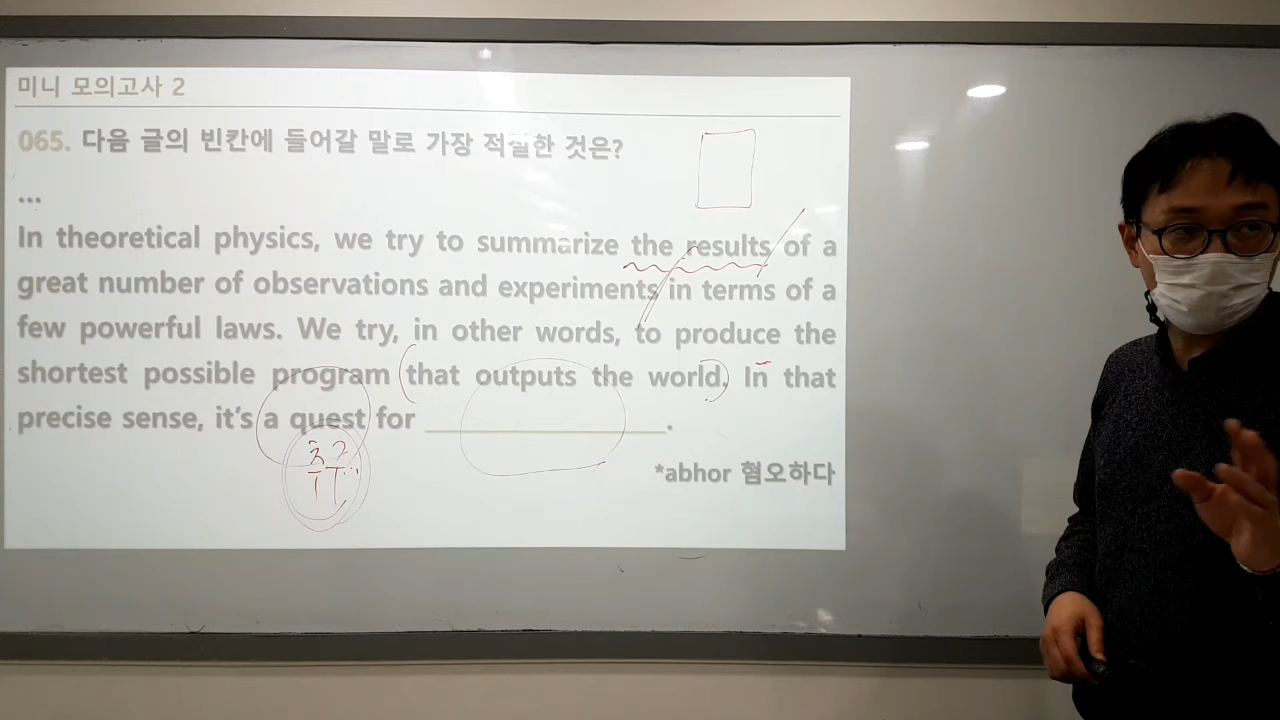 미니 모의고사 2
065. 다음 글의 빈칸에 들어갈 말로 가장 적절한 것은?
...
In theoretical physics, we try to summarize the results of a
great number of observations and experiments in terms of a
few powerful laws. We try, in other words, to produce the
shortest possible program that outputs the world. In that
precise sense, it's a quest for ____________________.
추구
*abhor 혐오하다